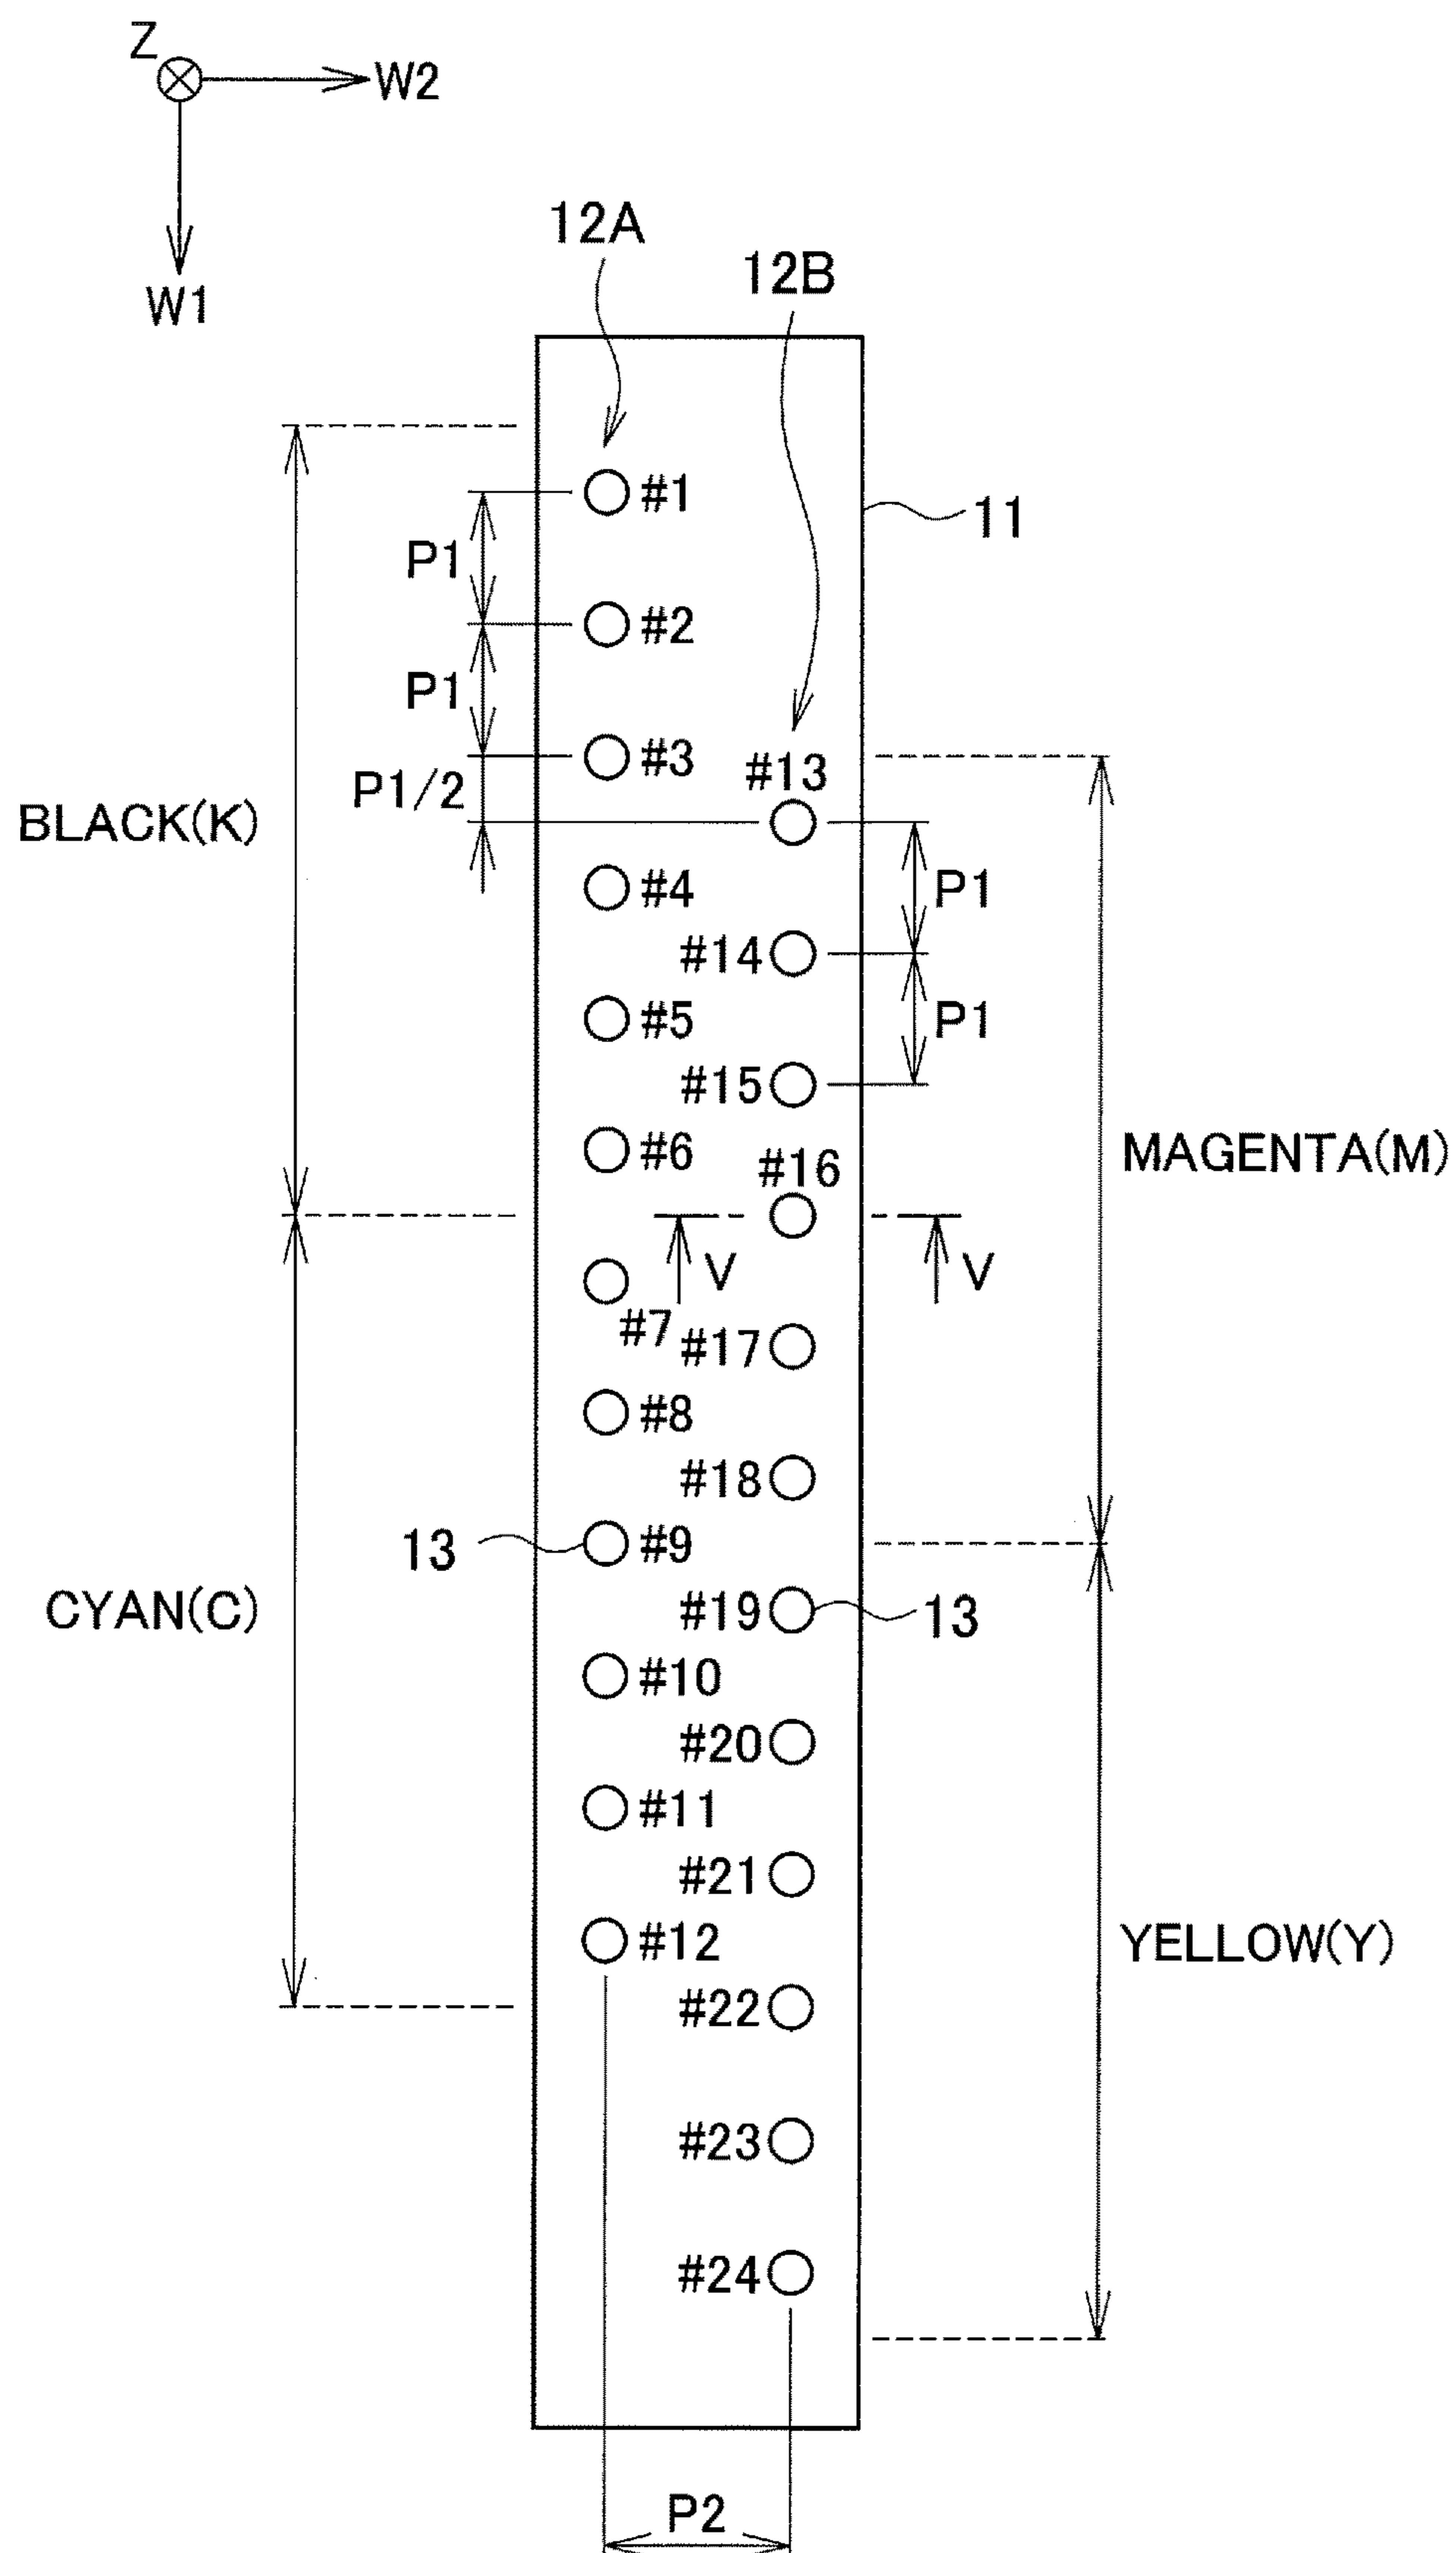 Z
W2
W1
12A
12B
#1
11
P1
#2
P1
#3
#13
P1/2
BLACK(K)
#4
P1
#14
#5
P1
#15
#6
MAGENTA(M)
#16
V
V
#7
#17
#8
#18
13
#9
CYAN(C)
#19
13
#10
#20
#11
#21
#12
YELLOW(Y)
#22
#23
#24
P2